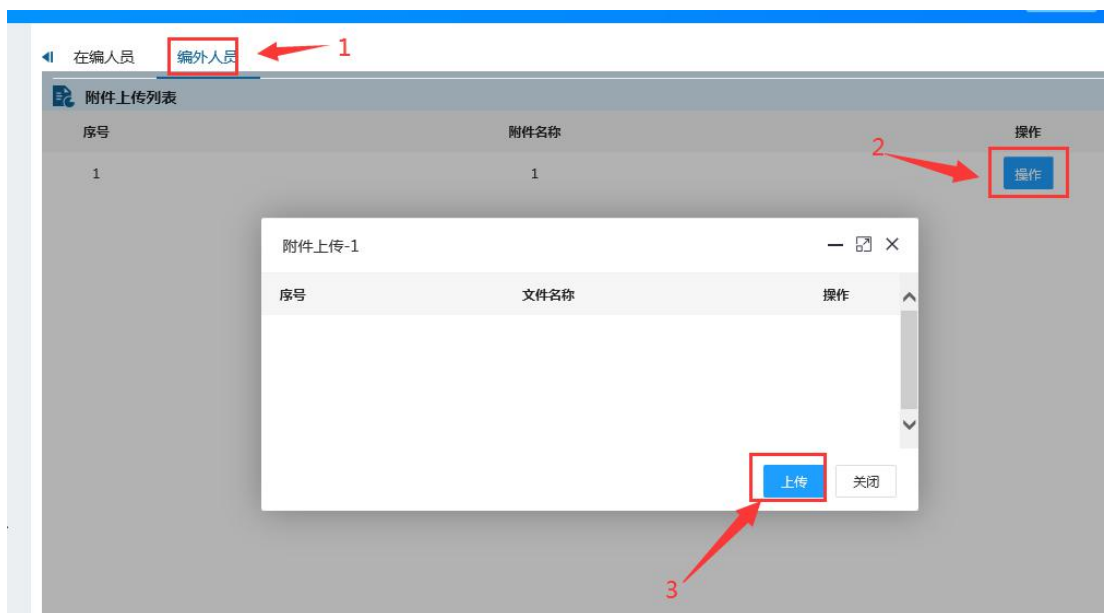 在编人员 编外人员 1
附件上传列表
序号 附件名称 操作
2
1 1 操作
附件上传-1
序号 文件名称 操作
上传 关闭
3